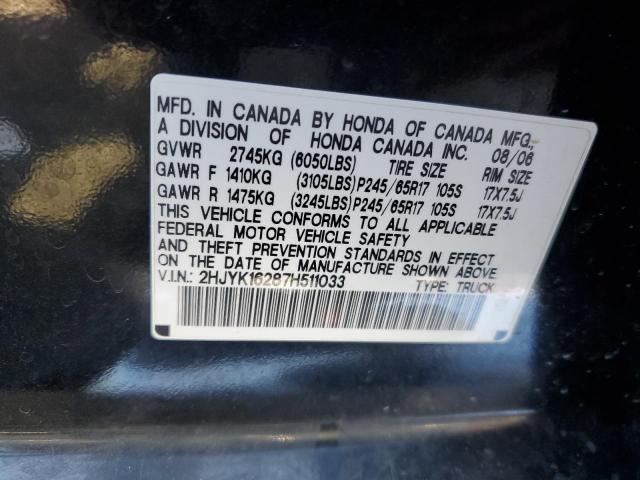 MFD. IN CANADA BY HONDA OF CANADA MFG.,
A DIVISION OF HONDA CANADA INC. 08/06
GVWR 2745KG (6050LBS) TIRE SIZE RIM SIZE
GAWR F 1410KG (3105LBS) P245/65R17 105S 17X7.5J
GAWR R 1475KG (3245LBS) P245/65R17 105S 17X7.5J
THIS VEHICLE CONFORMS TO ALL APPLICABLE
FEDERAL MOTOR VEHICLE SAFETY
AND THEFT PREVENTION STANDARDS IN EFFECT
ON THE DATE OF MANUFACTURE SHOWN ABOVE
V.I.N.: 2HJYK16287H511033 TYPE: TRUCK